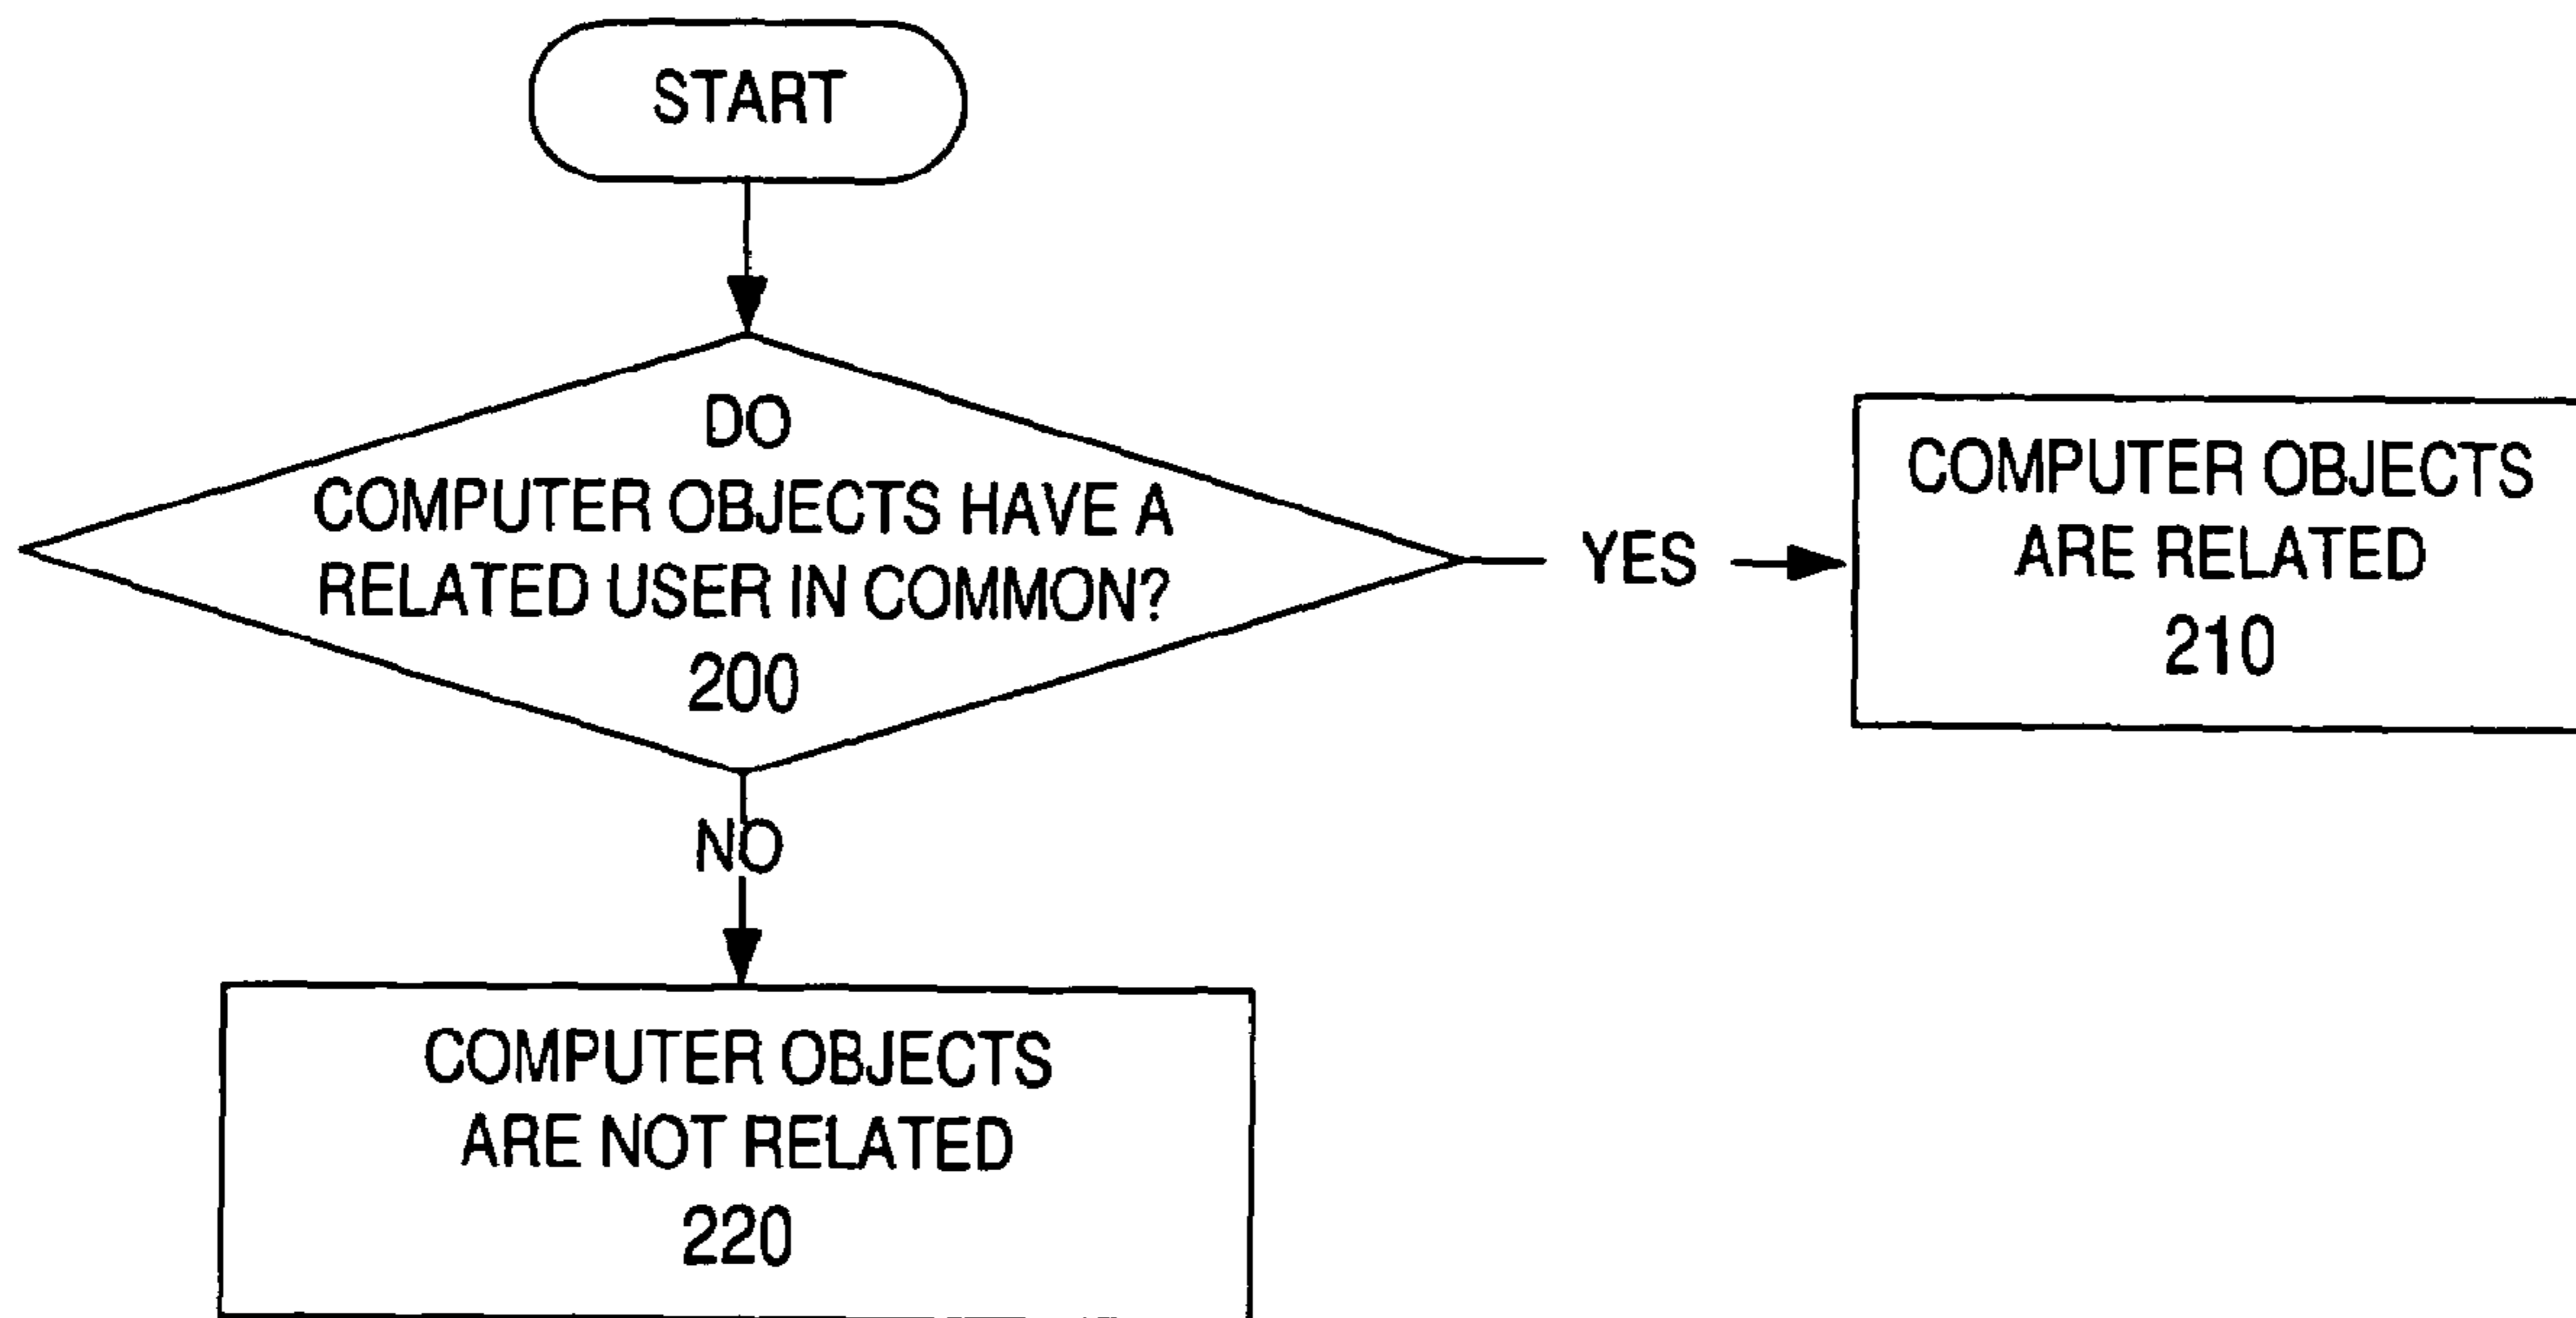 START
DO
COMPUTER OBJECTS HAVE A
RELATED USER IN COMMON?
200
YES
COMPUTER OBJECTS
ARE RELATED
210
NO
COMPUTER OBJECTS
ARE NOT RELATED
220